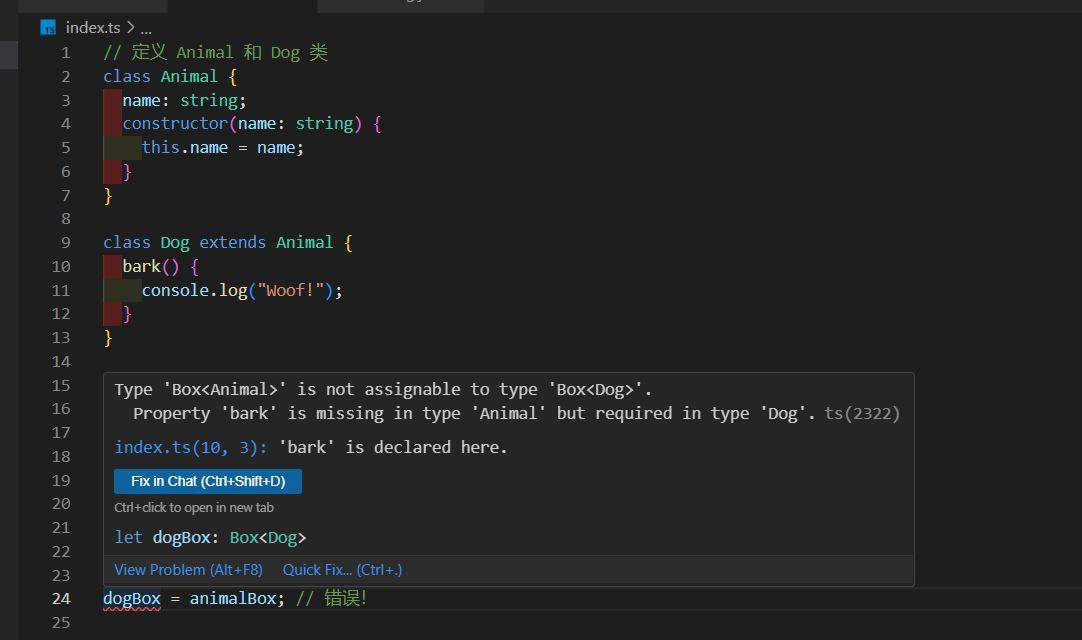 TS index.ts > ...
1 // 定义 Animal 和 Dog 类
2 class Animal {
3   name: string;
4   constructor(name: string) {
5     this.name = name;
6   }
7 }
8
9 class Dog extends Animal {
10   bark() {
11     console.log("Woof!");
12   }
13 }
14
15 Type 'Box<Animal>' is not assignable to type 'Box<Dog>'.
16   Property 'bark' is missing in type 'Animal' but required in type 'Dog'. ts(2322)
17
18 index.ts(10, 3): 'bark' is declared here.
19 Fix in Chat (Ctrl+Shift+D)
20 Ctrl+click to open in new tab
21
22 let dogBox: Box<Dog>
23 View Problem (Alt+F8) Quick Fix... (Ctrl+.)
24 dogBox = animalBox; // 错误!
25